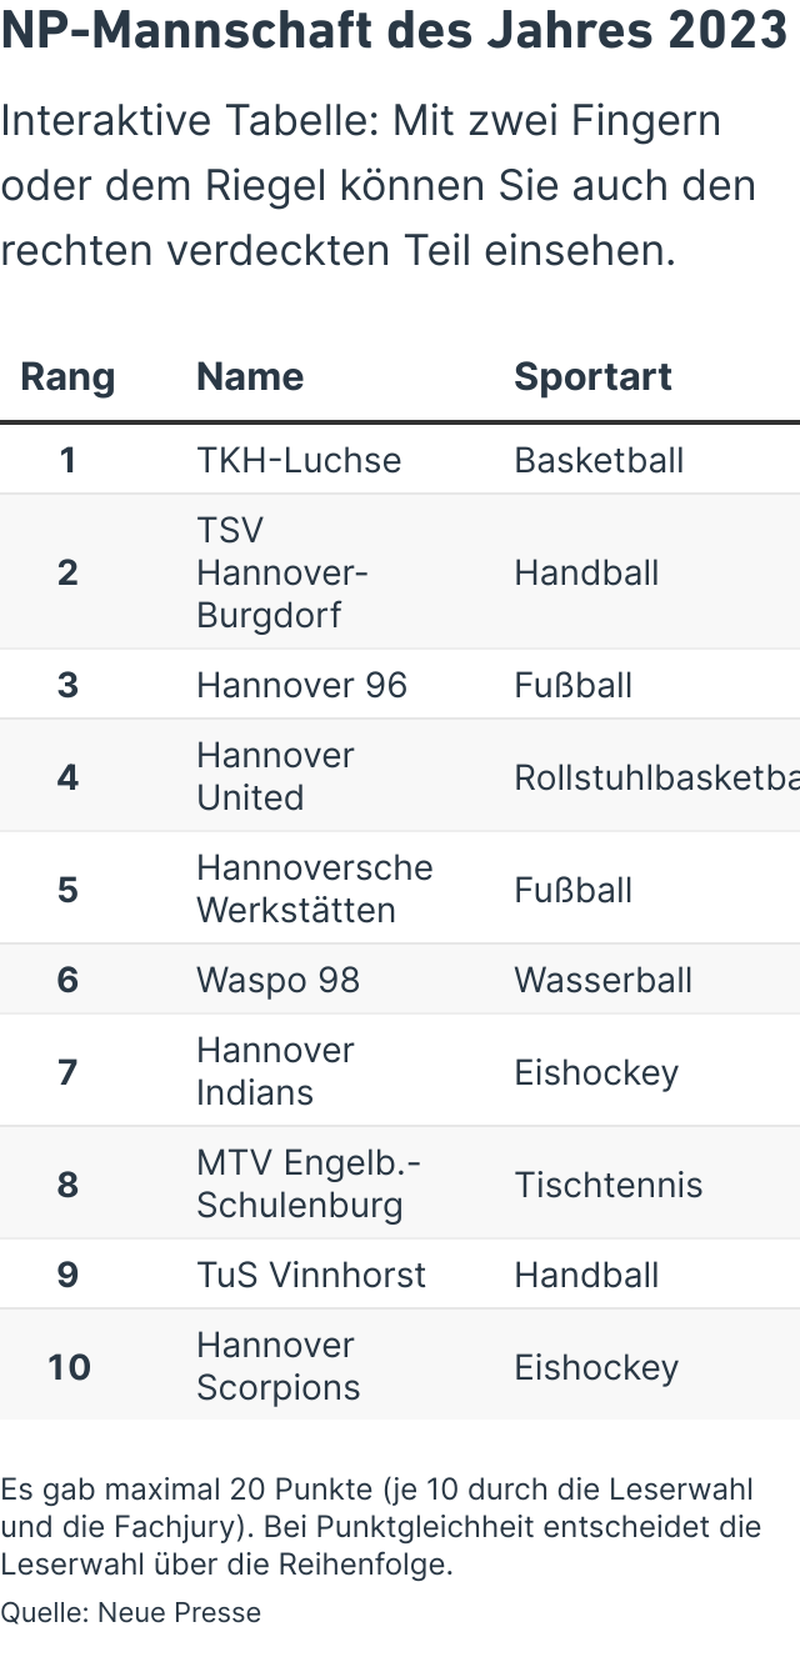 NP-Mannschaft des Jahres 2023
Interaktive Tabelle: Mit zwei Fingern
oder dem Riegel können Sie auch den
rechten verdeckten Teil einsehen.
Rang Name Sportart
1 TKH-Luchse Basketball
TSV
2 Hannover- Handball
Burgdorf
3 Hannover 96 Fußball
Hannover
4 Rollstuhlbasketba
United
Hannoversche
5 Fußball
Werkstätten
6 Waspo 98 Wasserball
Hannover
7 Eishockey
Indians
MTV Engelb.-
8 Tischtennis
Schulenburg
9 TuS Vinnhorst Handball
Hannover
10 Eishockey
Scorpions
Es gab maximal 20 Punkte (je 10 durch die Leserwahl
und die Fachjury). Bei Punktgleichheit entscheidet die
Leserwahl über die Reihenfolge.
Quelle: Neue Presse